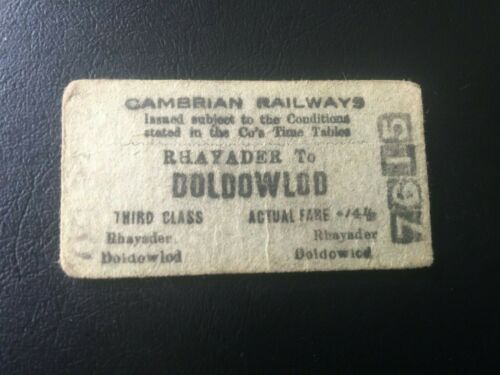 CAMBRIAN RAILWAYS
Issued subject to the Conditions
stated in the Co's Time Tables
RHAYADER To
DOLDOWLOD
THIRD CLASS ACTUAL FARE -/4½
Rhayader Rhayader
Doldowlod Doldowlod
7615